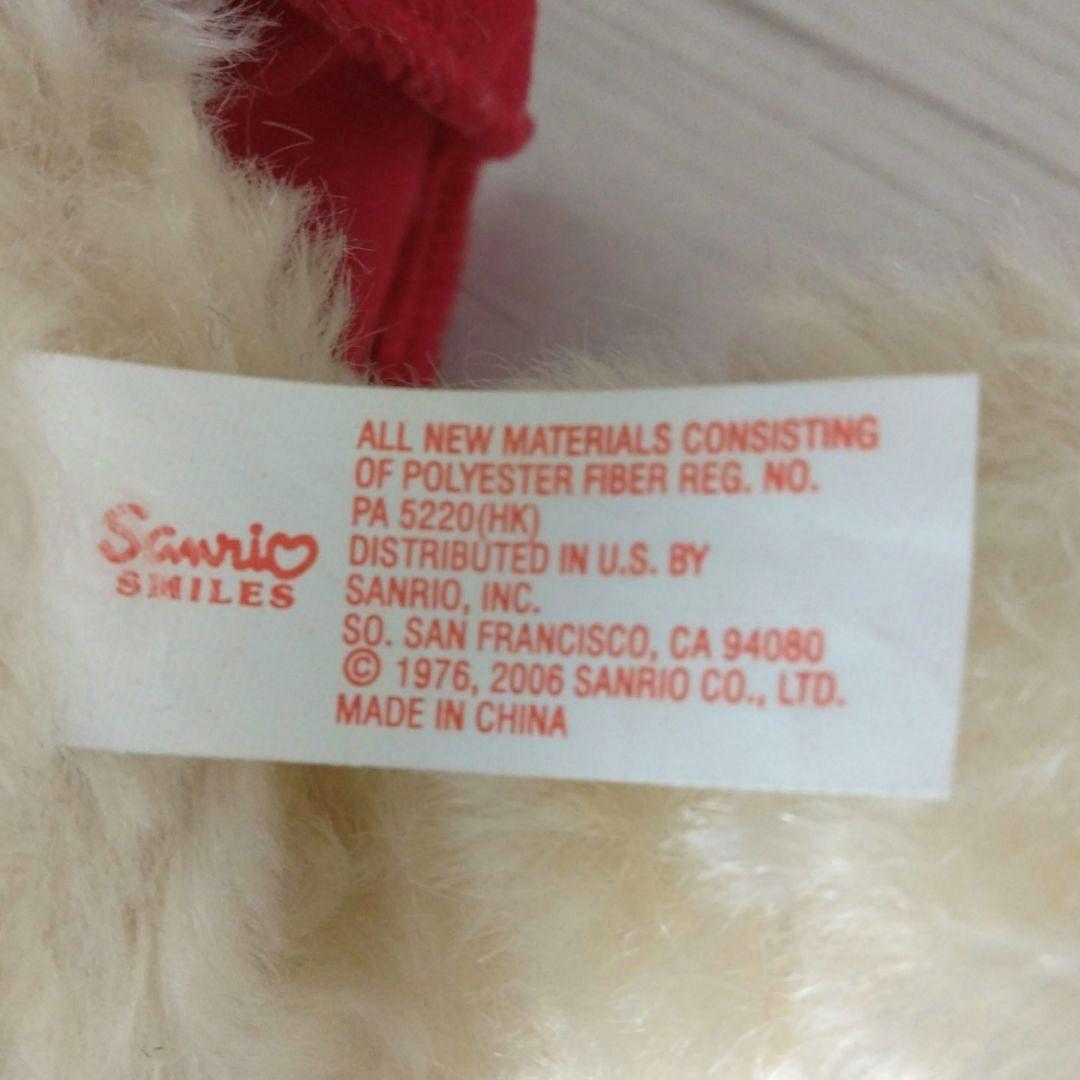 Sanrio
SMILES
ALL NEW MATERIALS CONSISTING
OF POLYESTER FIBER REG. NO.
PA 5220(HK)
DISTRIBUTED IN U.S. BY
SANRIO, INC.
SO. SAN FRANCISCO, CA 94080
© 1976, 2006 SANRIO CO., LTD.
MADE IN CHINA